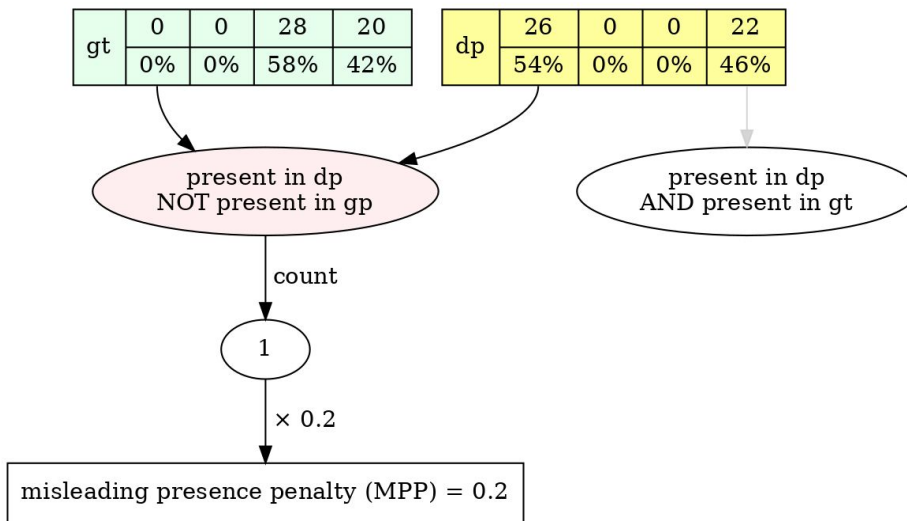 gt 0 0 28 20
0% 0% 58% 42%
dp 26 0 0 22
54% 0% 0% 46%
present in dp
NOT present in gp
present in dp
AND present in gt
count
1
× 0.2
misleading presence penalty (MPP) = 0.2